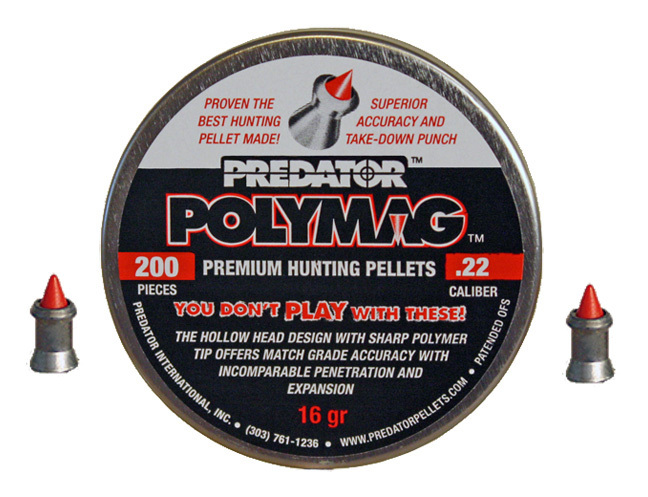 PROVEN THE
BEST HUNTING
PELLET MADE!
SUPERIOR
ACCURACY AND
TAKE-DOWN PUNCH
PREDATOR™
POLYMAG™
200
PIECES
PREMIUM HUNTING PELLETS
.22
CALIBER
YOU DON'T PLAY WITH THESE!
THE HOLLOW HEAD DESIGN WITH SHARP POLYMER
TIP OFFERS MATCH GRADE ACCURACY WITH
INCOMPARABLE PENETRATION AND
EXPANSION
16 gr
PREDATOR INTERNATIONAL, INC. • (303) 761-1236 • WWW.PREDATORPELLETS.COM • PATENTED OFS